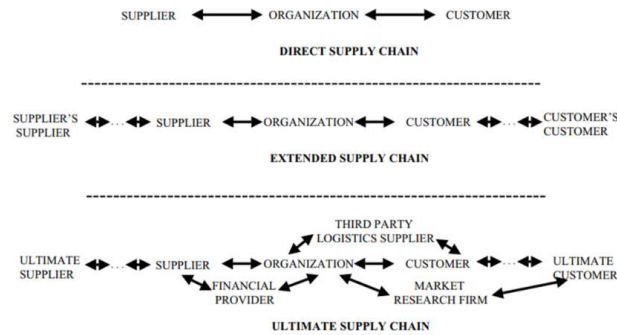 SUPPLIER ORGANIZATION CUSTOMER
DIRECT SUPPLY CHAIN
SUPPLIER'S SUPPLIER ... SUPPLIER ORGANIZATION CUSTOMER ... CUSTOMER'S CUSTOMER
EXTENDED SUPPLY CHAIN
THIRD PARTY
LOGISTICS SUPPLIER
ULTIMATE SUPPLIER ... SUPPLIER ORGANIZATION CUSTOMER ... ULTIMATE CUSTOMER
FINANCIAL PROVIDER
MARKET RESEARCH FIRM
ULTIMATE SUPPLY CHAIN